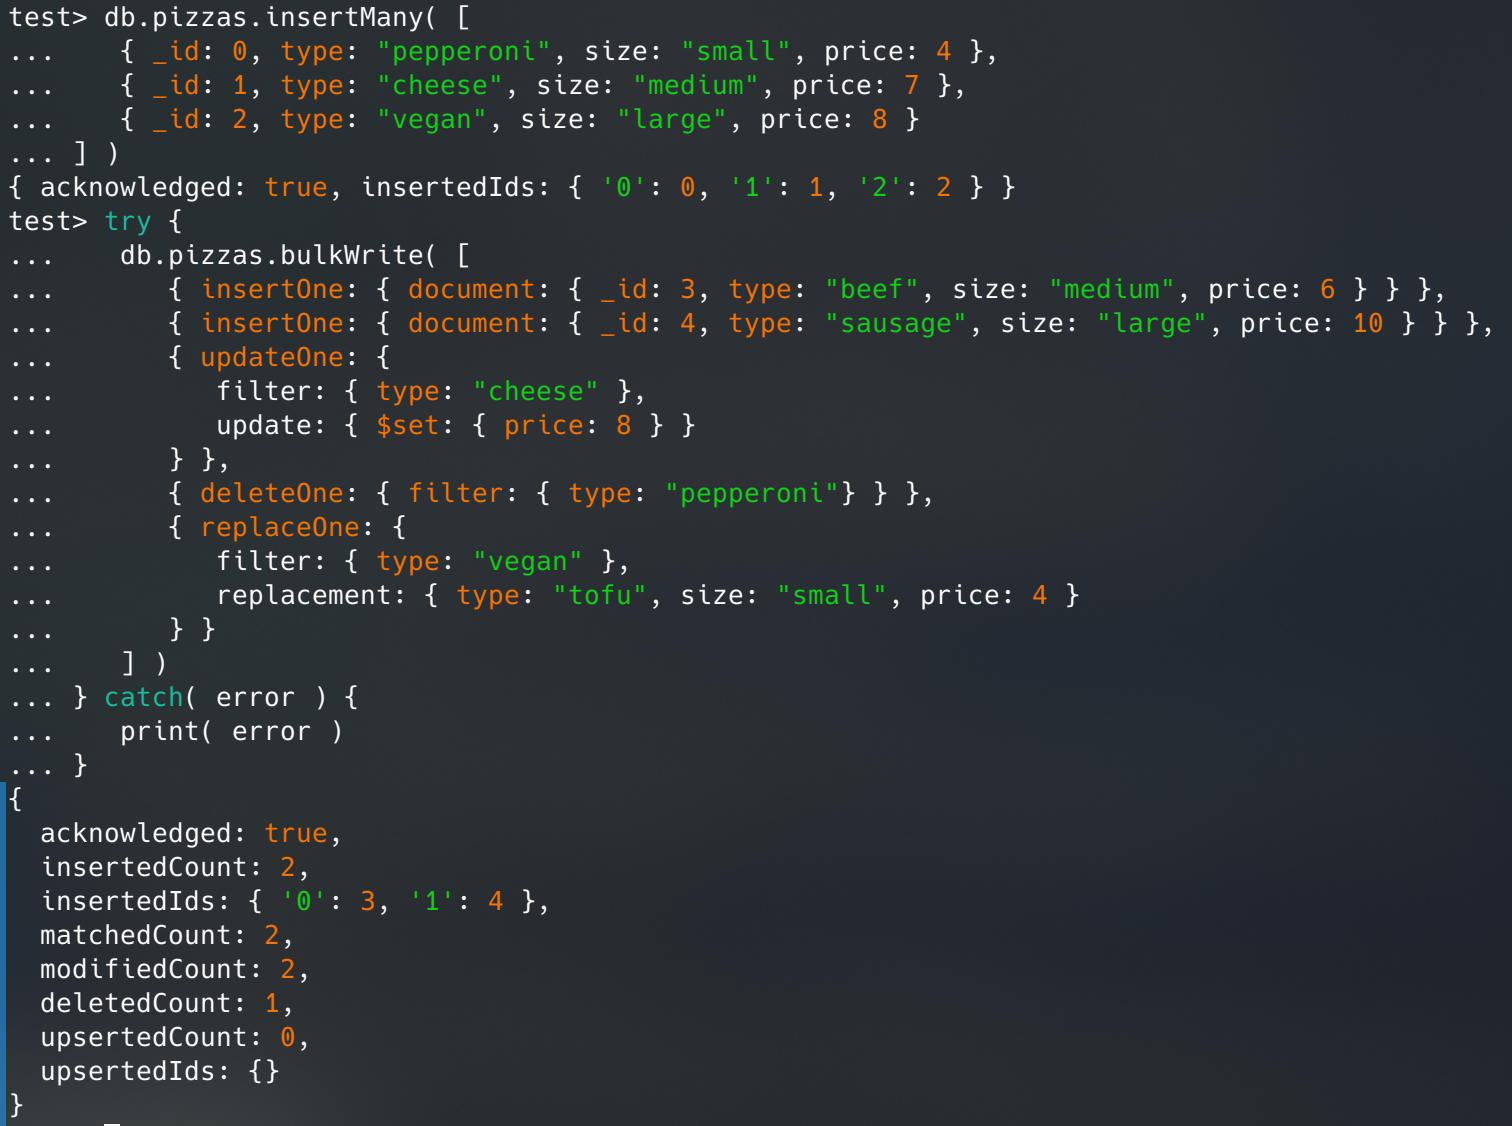 test> db.pizzas.insertMany( [
...    { _id: 0, type: "pepperoni", size: "small", price: 4 },
...    { _id: 1, type: "cheese", size: "medium", price: 7 },
...    { _id: 2, type: "vegan", size: "large", price: 8 }
... ] )
{ acknowledged: true, insertedIds: { '0': 0, '1': 1, '2': 2 } }
test> try {
...    db.pizzas.bulkWrite( [
...       { insertOne: { document: { _id: 3, type: "beef", size: "medium", price: 6 } } },
...       { insertOne: { document: { _id: 4, type: "sausage", size: "large", price: 10 } } },
...       { updateOne: {
...          filter: { type: "cheese" },
...          update: { $set: { price: 8 } }
...       } },
...       { deleteOne: { filter: { type: "pepperoni"} } },
...       { replaceOne: {
...          filter: { type: "vegan" },
...          replacement: { type: "tofu", size: "small", price: 4 }
...       } }
...    ] )
... } catch( error ) {
...    print( error )
... }
{
  acknowledged: true,
  insertedCount: 2,
  insertedIds: { '0': 3, '1': 4 },
  matchedCount: 2,
  modifiedCount: 2,
  deletedCount: 1,
  upsertedCount: 0,
  upsertedIds: {}
}